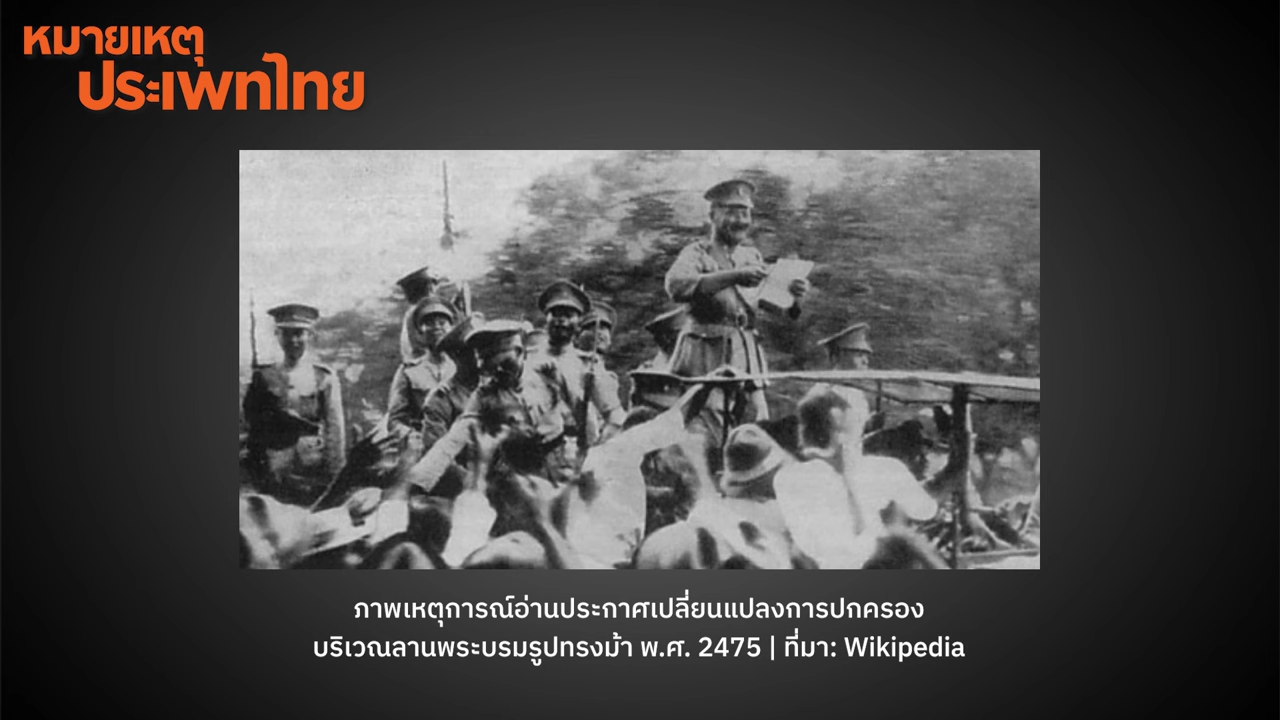 หมายเหตุ
ประเพทไทย
ภาพเหตุการณ์อ่านประกาศเปลี่ยนแปลงการปกครอง
บริเวณลานพระบรมรูปทรงม้า พ.ศ. 2475 | ที่มา: Wikipedia